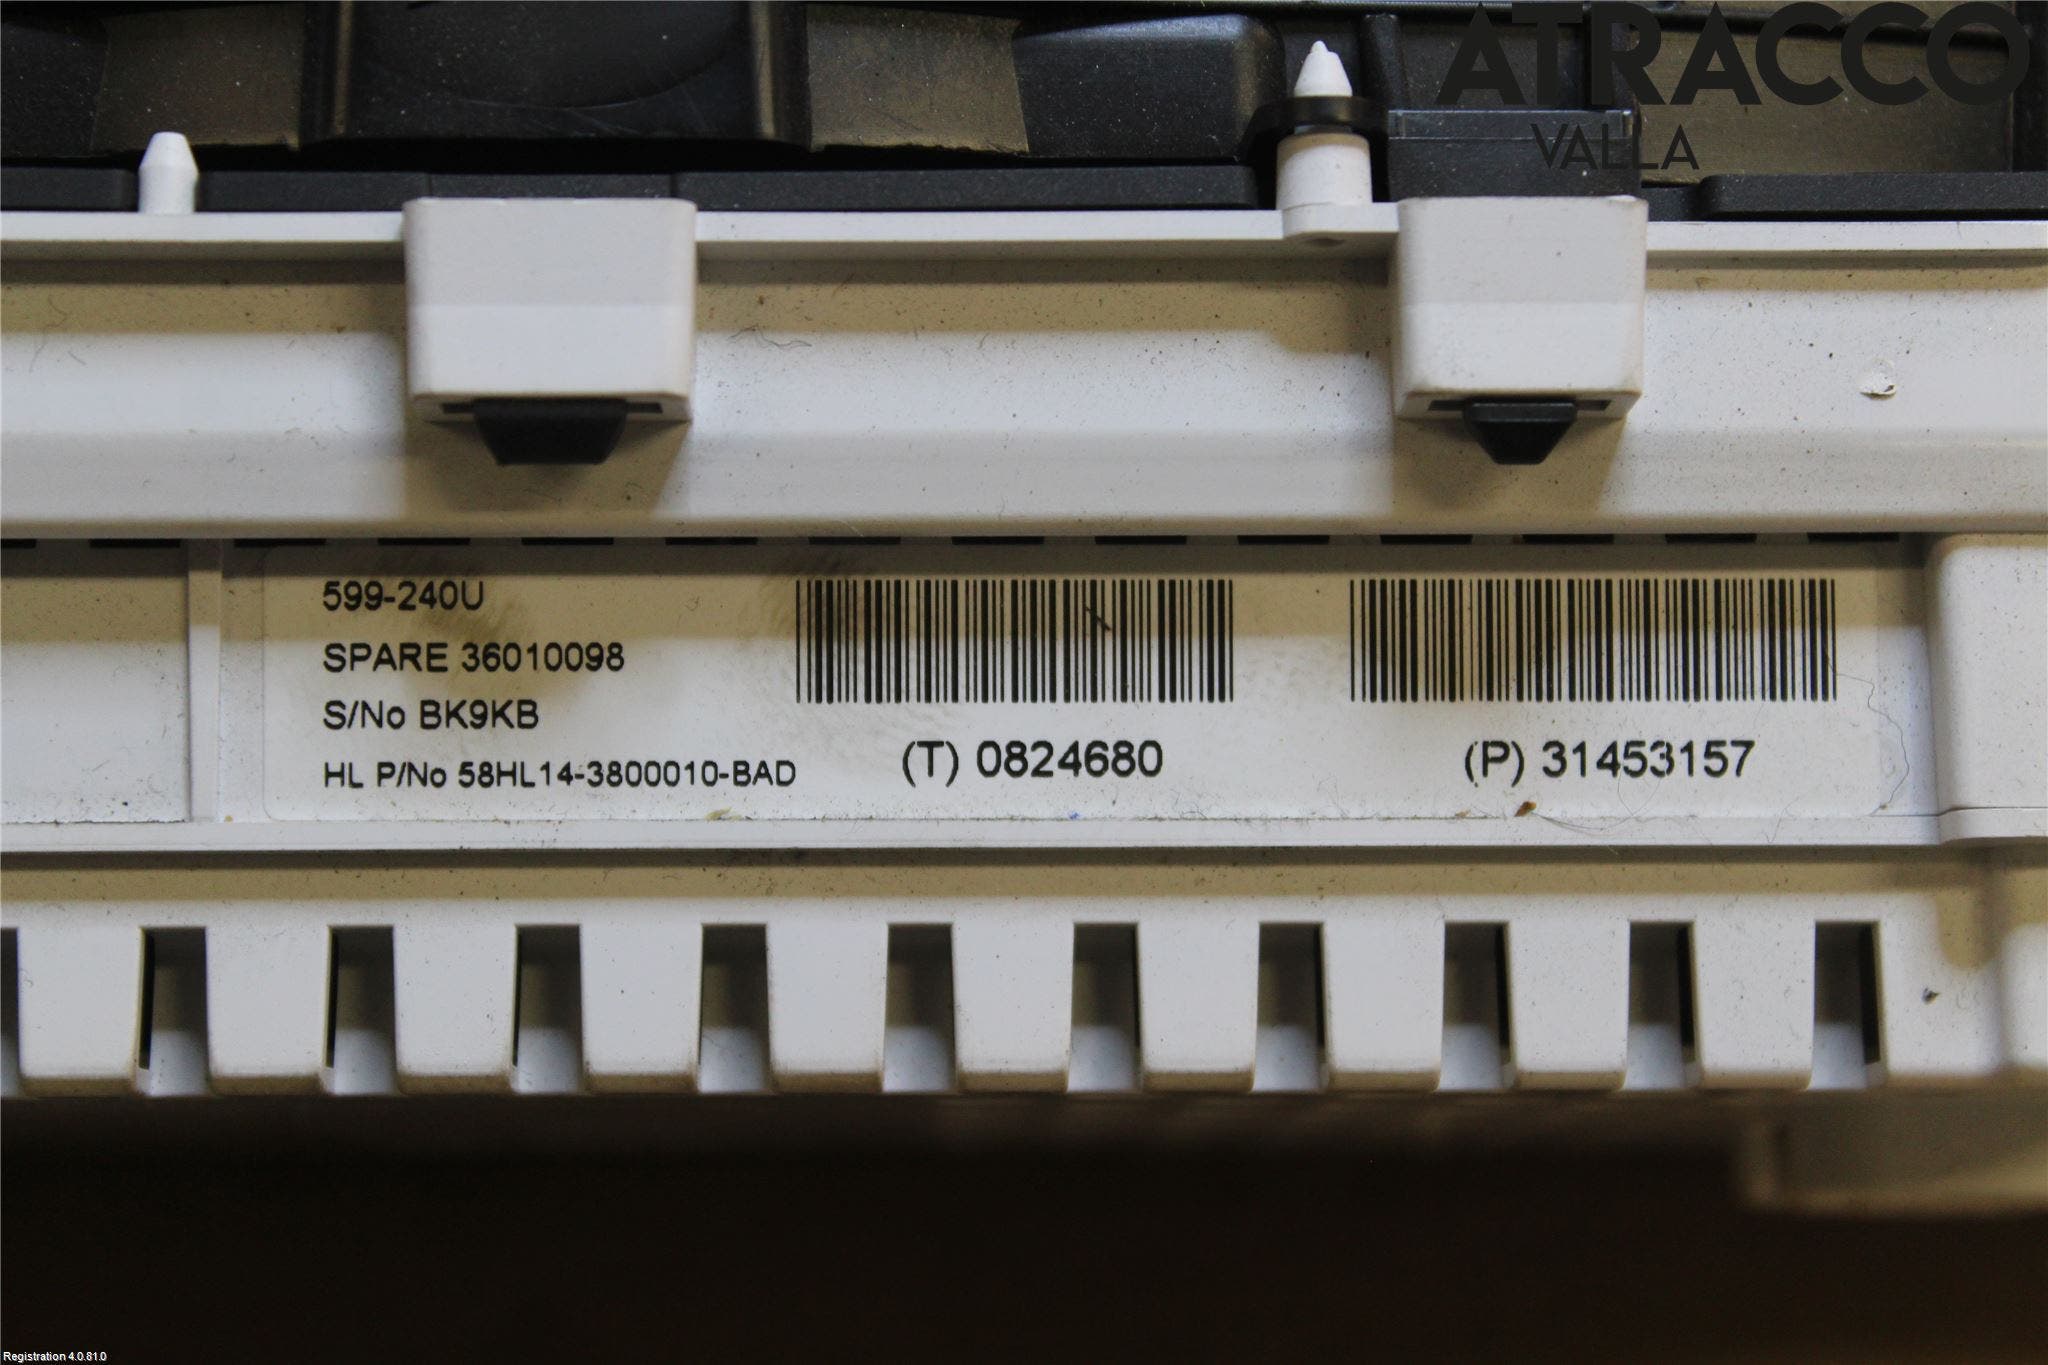 ATRACCO
VALLA
599-240U
SPARE 36010098
S/No BK9KB
HL P/No 58HL14-3800010-BAD
(T) 0824680
(P) 31453157
Registration 4.0.81.0